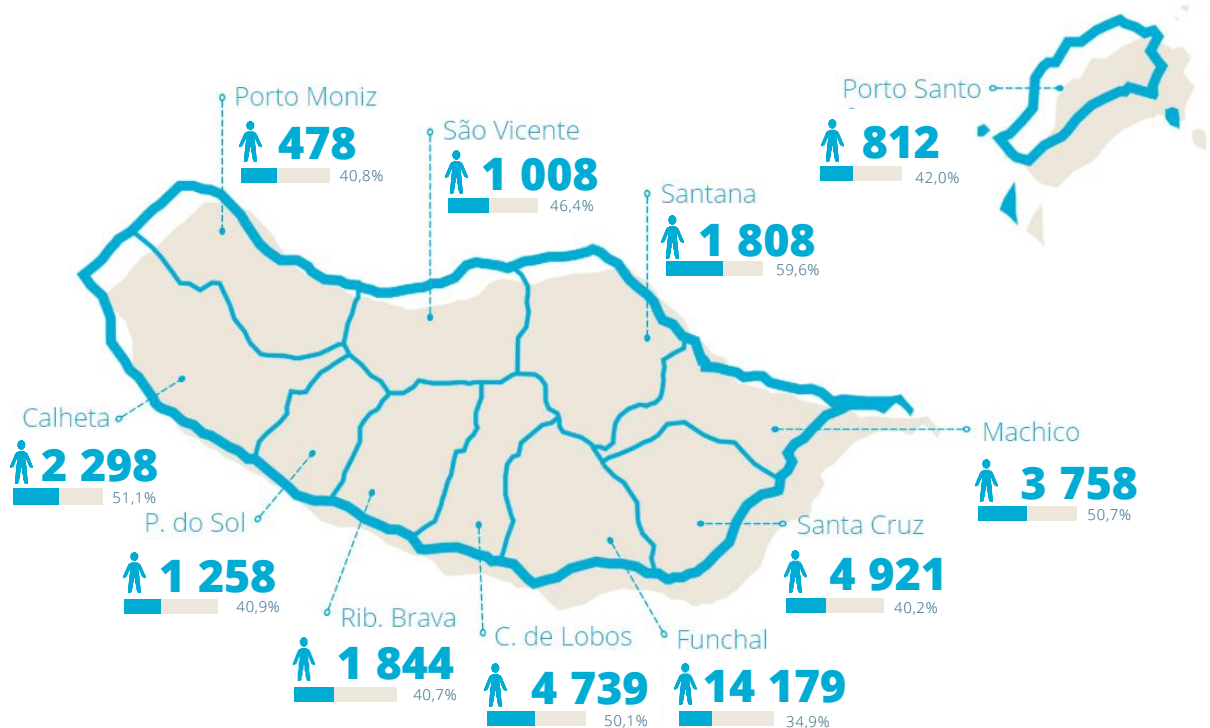 Porto Moniz
478
40,8%
São Vicente
1 008
46,4%
Santana
1 808
59,6%
Porto Santo
812
42,0%
Calheta
2 298
51,1%
P. do Sol
1 258
40,9%
Rib. Brava
1 844
40,7%
C. de Lobos
4 739
50,1%
Funchal
14 179
34,9%
Santa Cruz
4 921
40,2%
Machico
3 758
50,7%